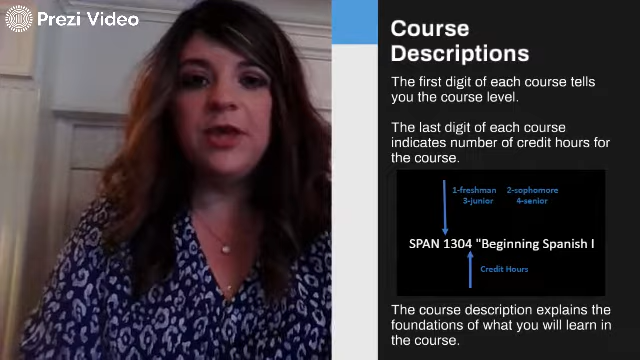 Prezi Video
Course
Descriptions
The first digit of each course tells
you the course level.
The last digit of each course
indicates number of credit hours for
the course.
1-freshman 2-sophomore
3-junior 4-senior
SPAN 1304 "Beginning Spanish I
Credit Hours
The course description explains the
foundations of what you will learn in
the course.